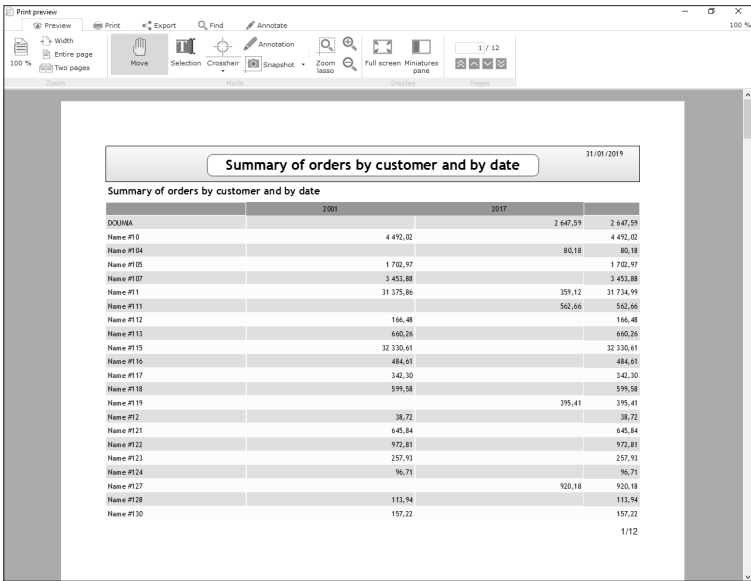 Print preview
Preview Print Export Find Annotate 100 %
100 % Width Entire page Two pages
Zoom
Move Selection Crosshair Annotation Snapshot Zoom lasso
Mode
Full screen Miniatures pane
Display
1 / 12
Pages
31/01/2019
Summary of orders by customer and by date
Summary of orders by customer and by date
2001 2017
DOUMIA 2 647,59 2 647,59
Name #10 4 492,02 4 492,02
Name #104 80,18 80,18
Name #105 1 702,97 1 702,97
Name #107 3 453,88 3 453,88
Name #11 31 375,86 359,12 31 734,99
Name #111 562,66 562,66
Name #112 166,48 166,48
Name #113 660,26 660,26
Name #115 32 330,61 32 330,61
Name #116 484,61 484,61
Name #117 342,30 342,30
Name #118 599,58 599,58
Name #119 395,41 395,41
Name #12 38,72 38,72
Name #121 645,84 645,84
Name #122 972,81 972,81
Name #123 257,93 257,93
Name #124 96,71 96,71
Name #127 920,18 920,18
Name #128 113,94 113,94
Name #130 157,22 157,22
1/12